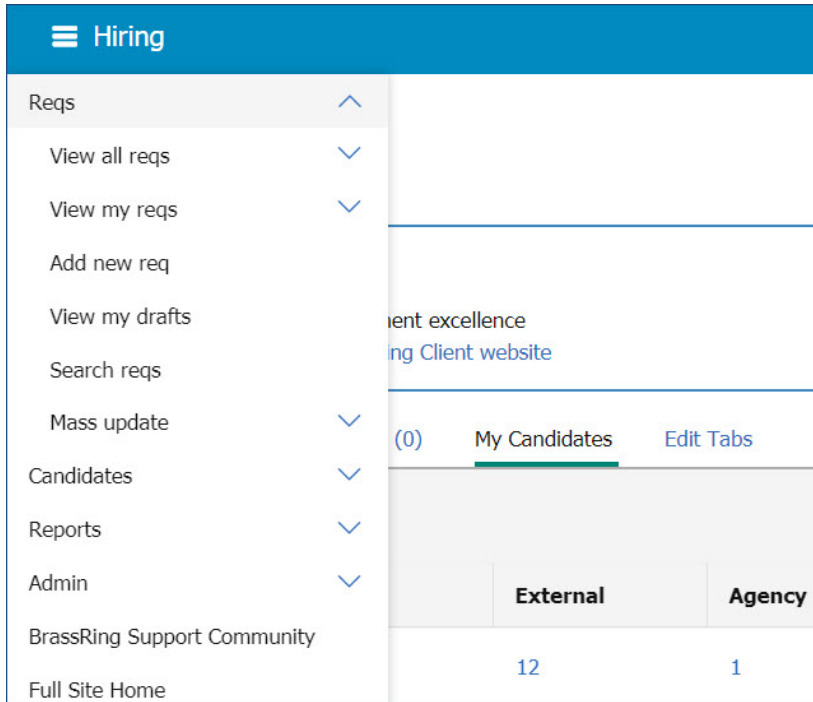 Hiring
Reqs
View all reqs
View my reqs
Add new req
View my drafts
Search reqs
Mass update
Candidates
Reports
Admin
BrassRing Support Community
Full Site Home
excellence
Client website
(0) My Candidates Edit Tabs
External Agency
12 1